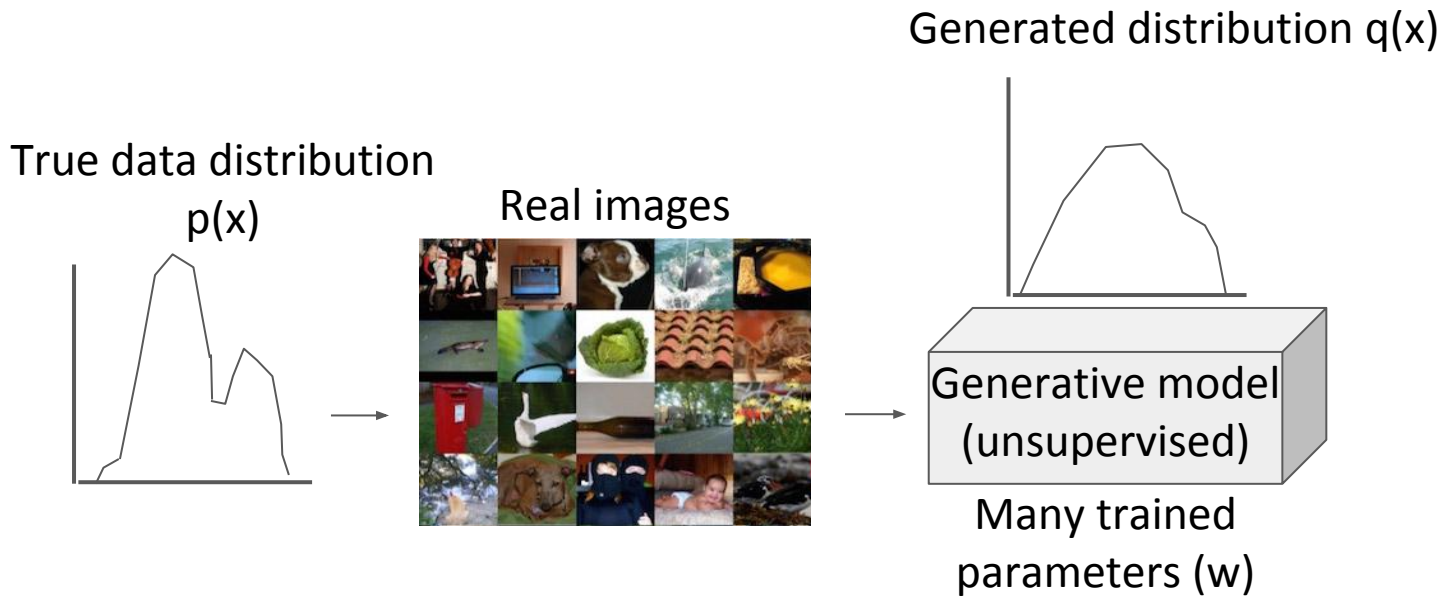 Generated distribution q(x)
True data distribution
p(x)
Real images
Generative model
(unsupervised)
Many trained
parameters (w)